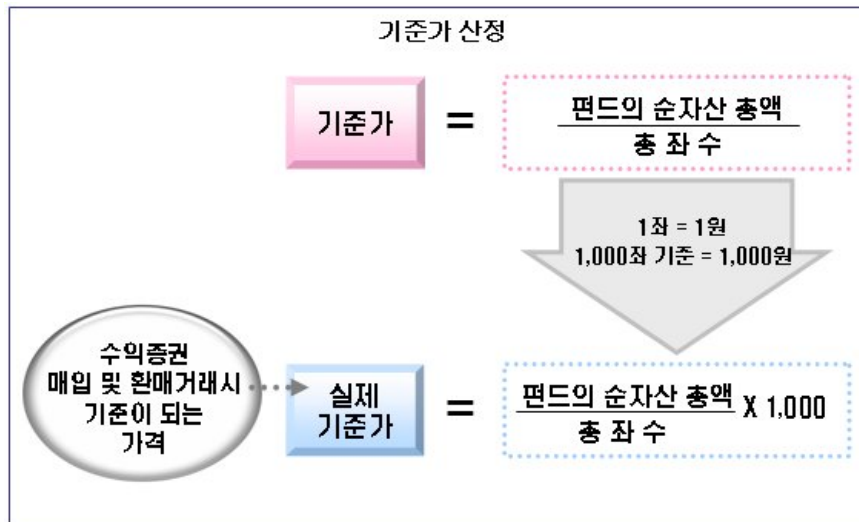 기준가 산정
기준가 = 펀드의 순자산 총액
총 좌 수
1좌 = 1원
1,000좌 기준 = 1,000원
수익증권
매입 및 환매거래시
기준이 되는
가격
실제
기준가
= 펀드의 순자산 총액
총 좌 수
X 1,000